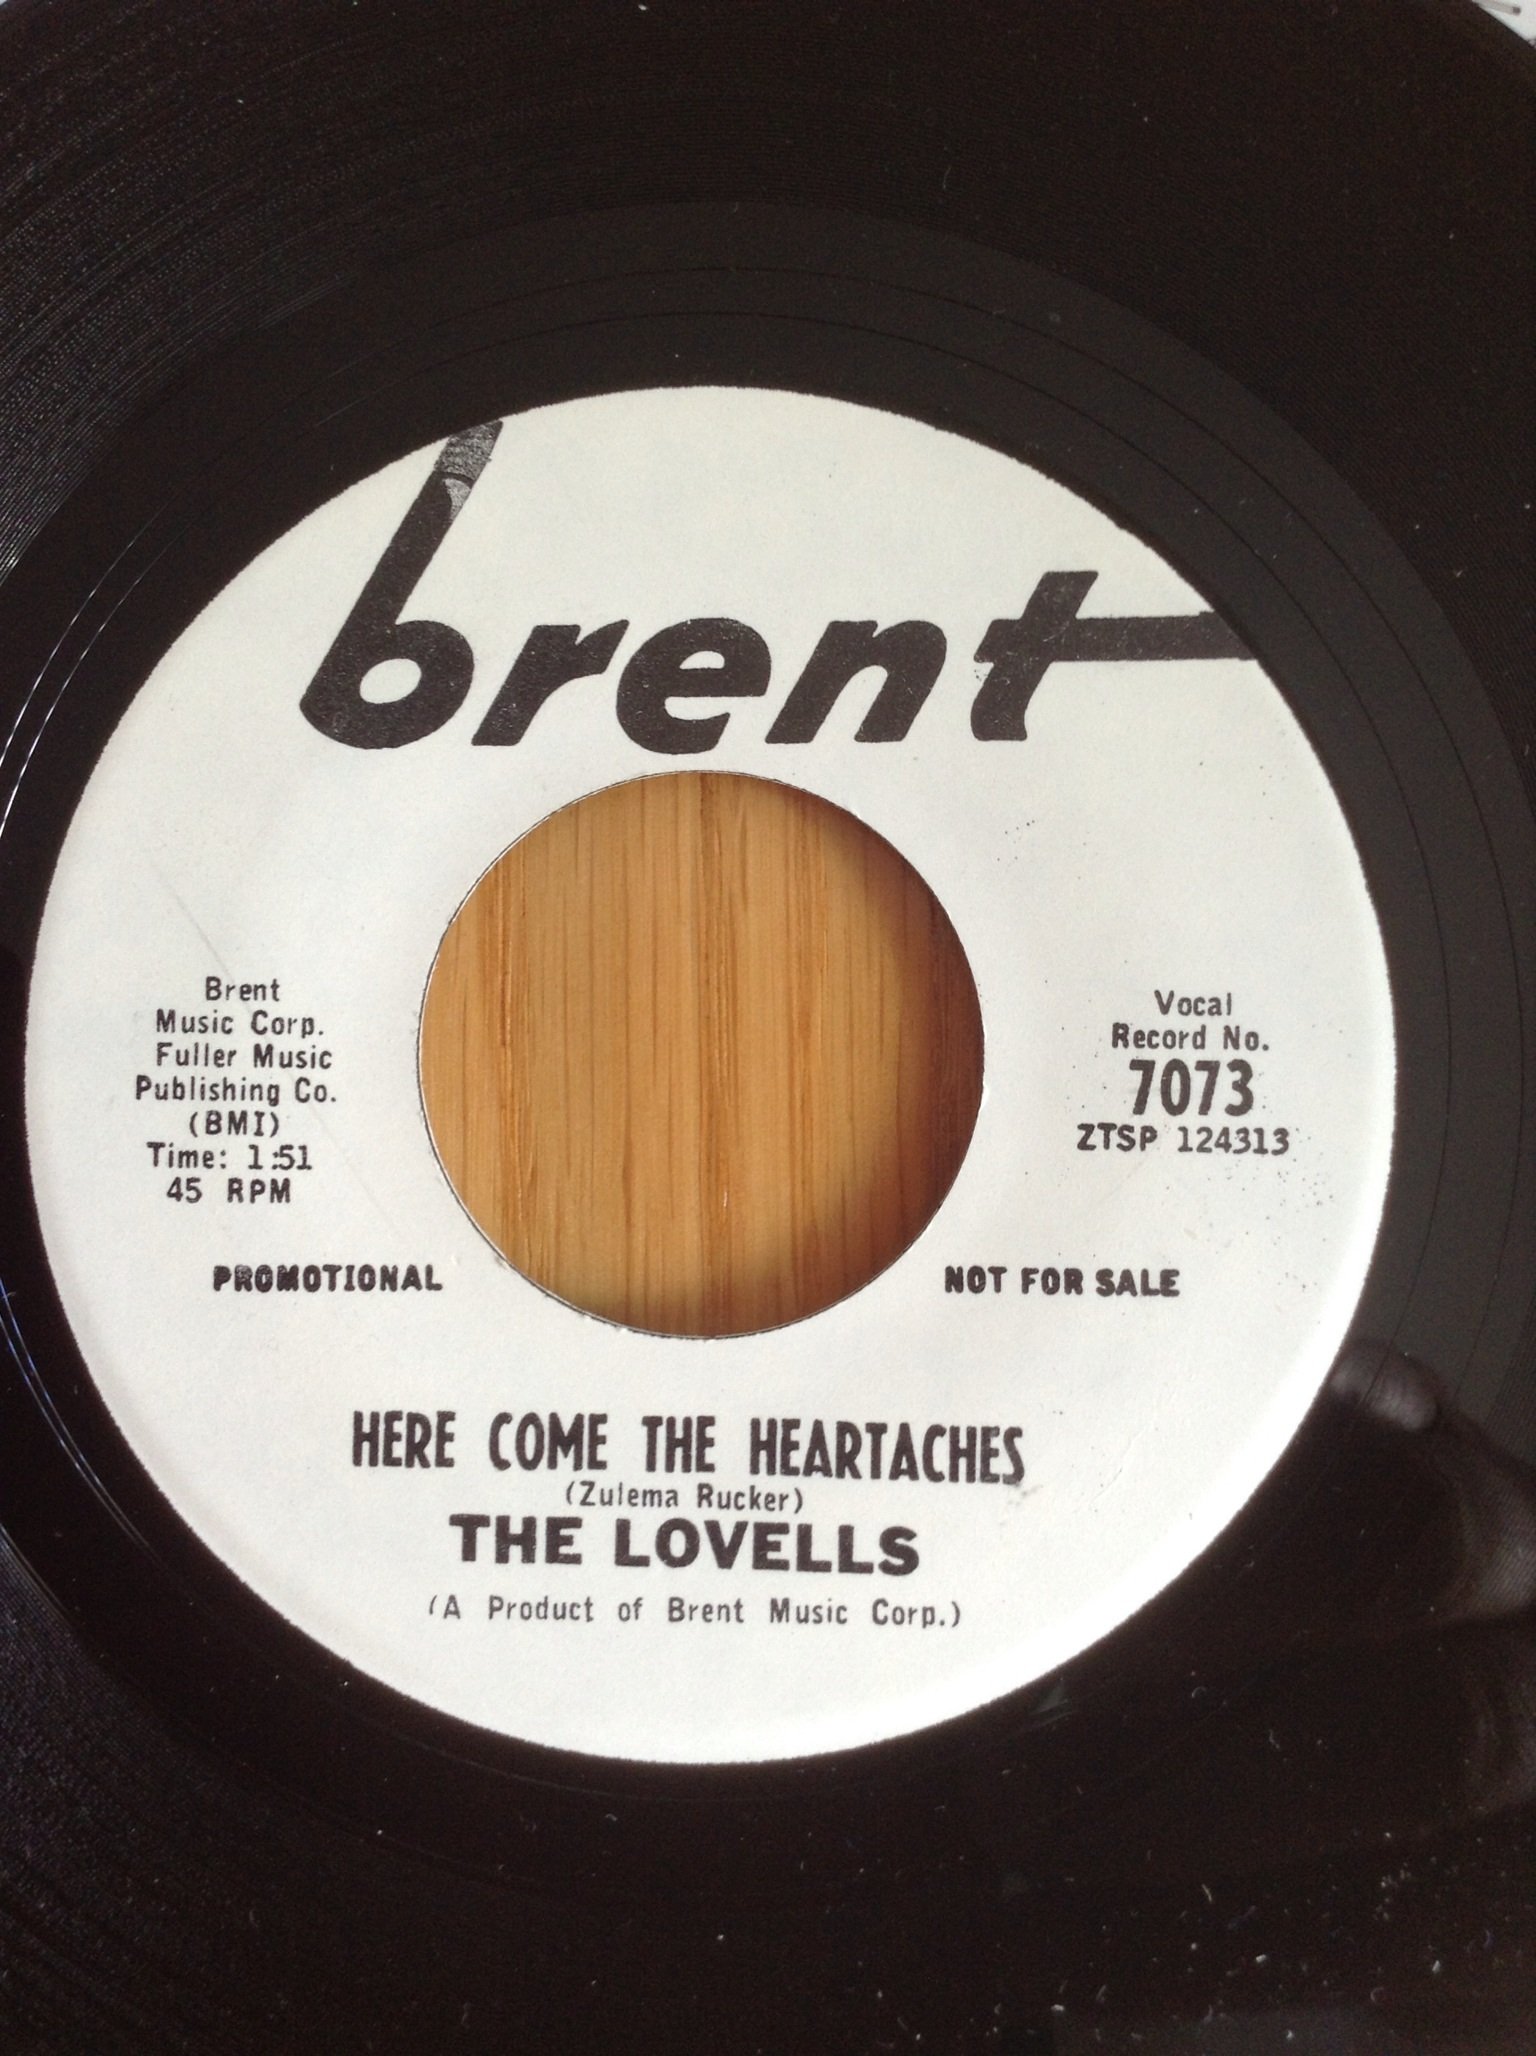 brent
Brent
Music Corp.
Fuller Music
Publishing Co.
(BMI)
Time: 1:51
45 RPM
Vocal
Record No.
7073
ZTSP 124313
PROMOTIONAL
NOT FOR SALE
HERE COME THE HEARTACHES
(Zulema Rucker)
THE LOVELLS
(A Product of Brent Music Corp.)